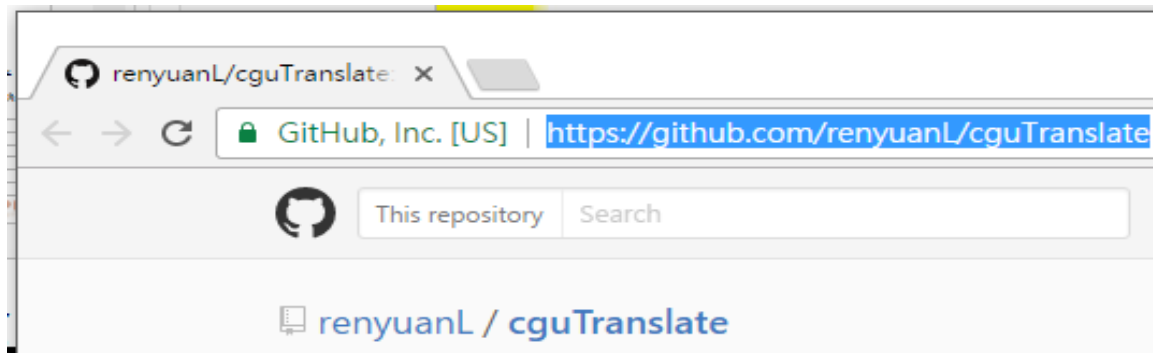 renyuanL/cguTranslate:
GitHub, Inc. [US] | https://github.com/renyuanL/cguTranslate
This repository Search
renyuanL / cguTranslate